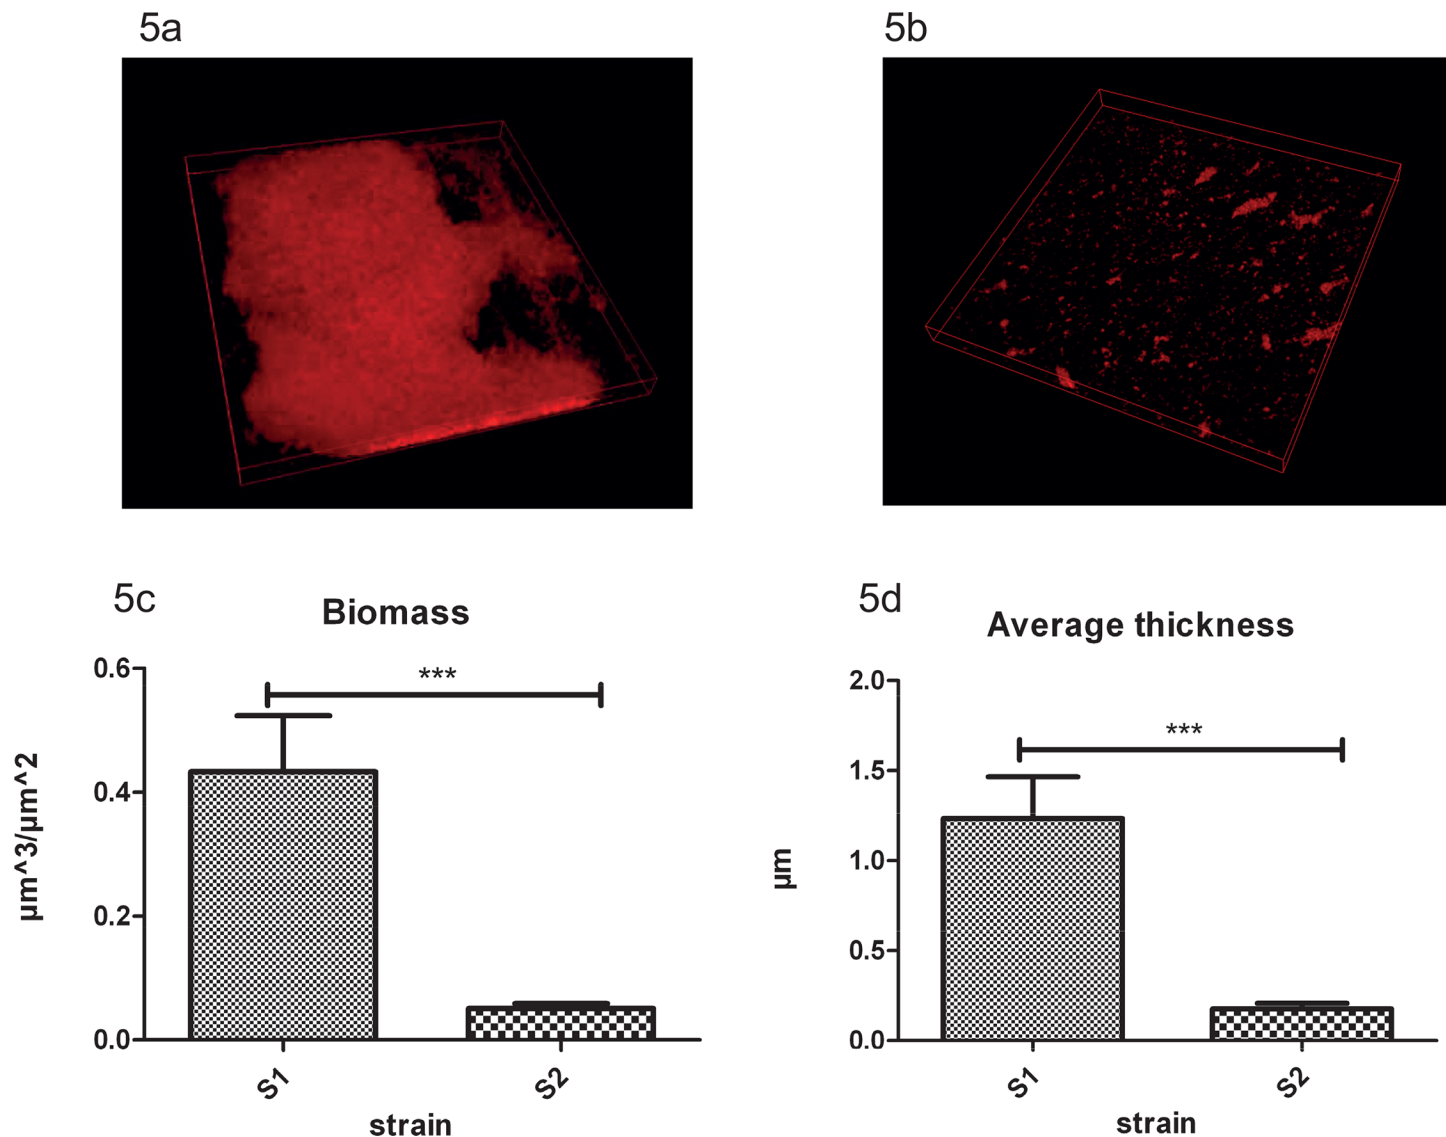 5a
5b
5c
Biomass
0.6
0.4
0.2
0.0
µm^3/µm^2
***
S1
S2
strain
5d
Average thickness
2.0
1.5
1.0
0.5
0.0
µm
***
S1
S2
strain